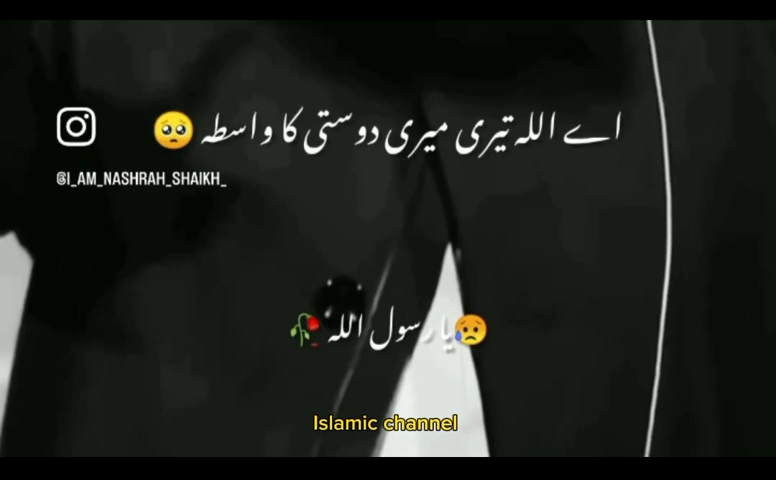 اے اللہ تیری میری دوستی کا واسطہ 🥺
@I_AM_NASHRAH_SHAIKH_
😥یا رسول اللہ 🥀
Islamic channel